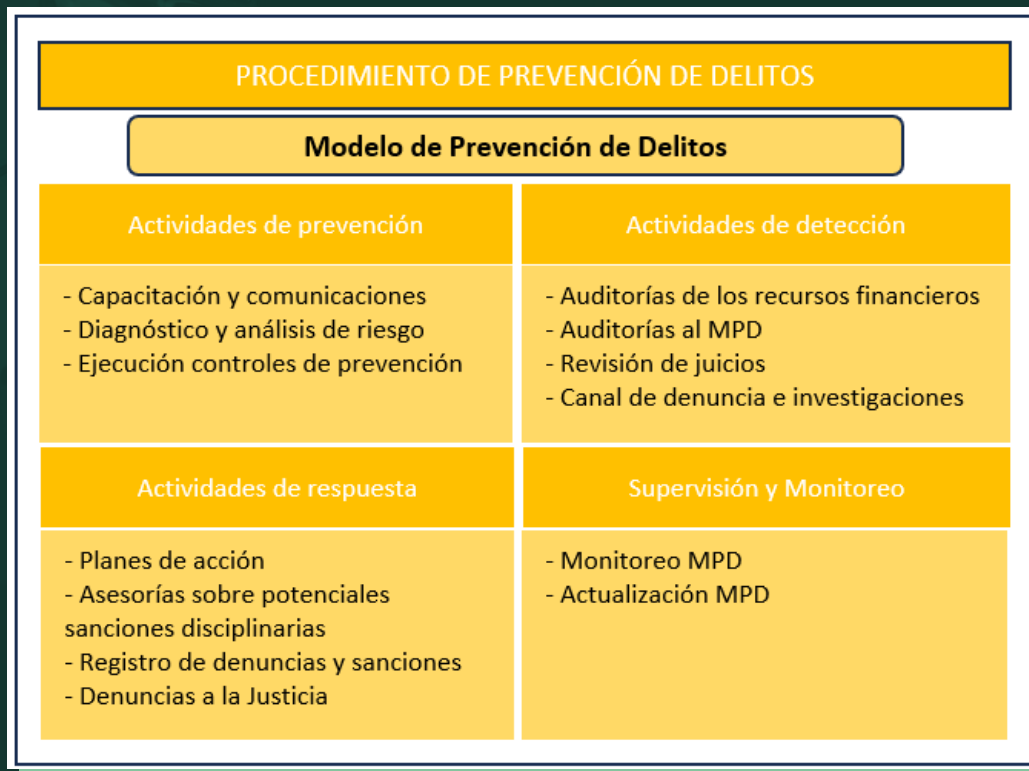 PROCEDIMIENTO DE PREVENCIÓN DE DELITOS
Modelo de Prevención de Delitos
Actividades de prevención
- Capacitación y comunicaciones
- Diagnóstico y análisis de riesgo
- Ejecución controles de prevención
Actividades de detección
- Auditorías de los recursos financieros
- Auditorías al MPD
- Revisión de juicios
- Canal de denuncia e investigaciones
Actividades de respuesta
- Planes de acción
- Asesorías sobre potenciales
sanciones disciplinarias
- Registro de denuncias y sanciones
- Denuncias a la Justicia
Supervisión y Monitoreo
- Monitoreo MPD
- Actualización MPD